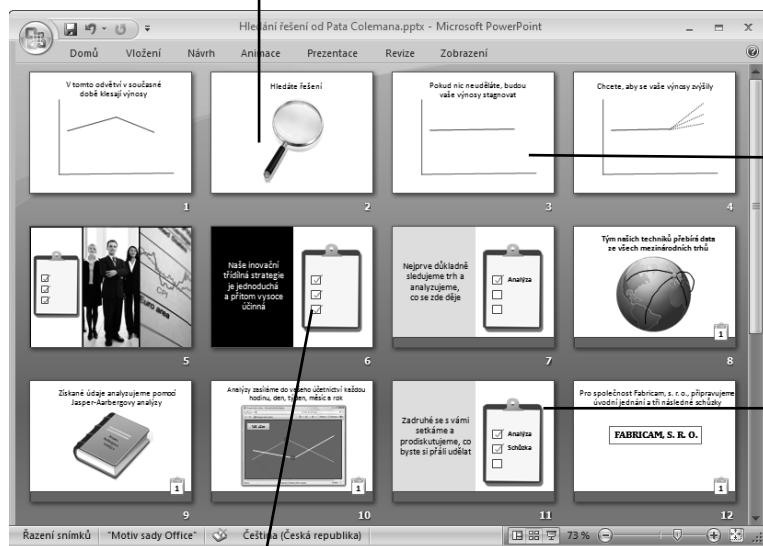 Hledání řešení od Pata Colemana.pptx - Microsoft PowerPoint
Domů Vložení Návrh Animace Prezentace Revize Zobrazení
V tomto odvětví v současné
době klesají výnosy
1
Hledáte řešení
2
Pokud nic neuděláte, budou
vaše výnosy stagnovat
3
Chcete, aby se vaše výnosy zvýšily
4
CPI
Euro area
5
Naše inovační
třídílná strategie
je jednoduchá
a přitom vysoce
účinná
6
Nejprve důkladně
sledujeme trh a
analyzujeme,
co se zde děje
Analýza
7
Tým našich techniků přebírá data
ze všech mezinárodních trhů
1
8
Získané údaje analyzujeme pomocí
Jasper-Aarbergovy analýzy
1
9
Analýzy zasíláme do vašeho účetnictví každou
hodinu, den, týden, měsíc a rok
1
10
Zadruhé se s vámi
setkáme a
prodiskutujeme, co
byste si přáli udělat
Analýza
Schůzka
11
Pro společnost Fabricam, s. r. o., připravujeme
úvodní jednání a tři následné schůzky
FABRICAM, S. R. O.
1
12
Řazení snímků "Motiv sady Office" Čeština (Česká republika) 73 %